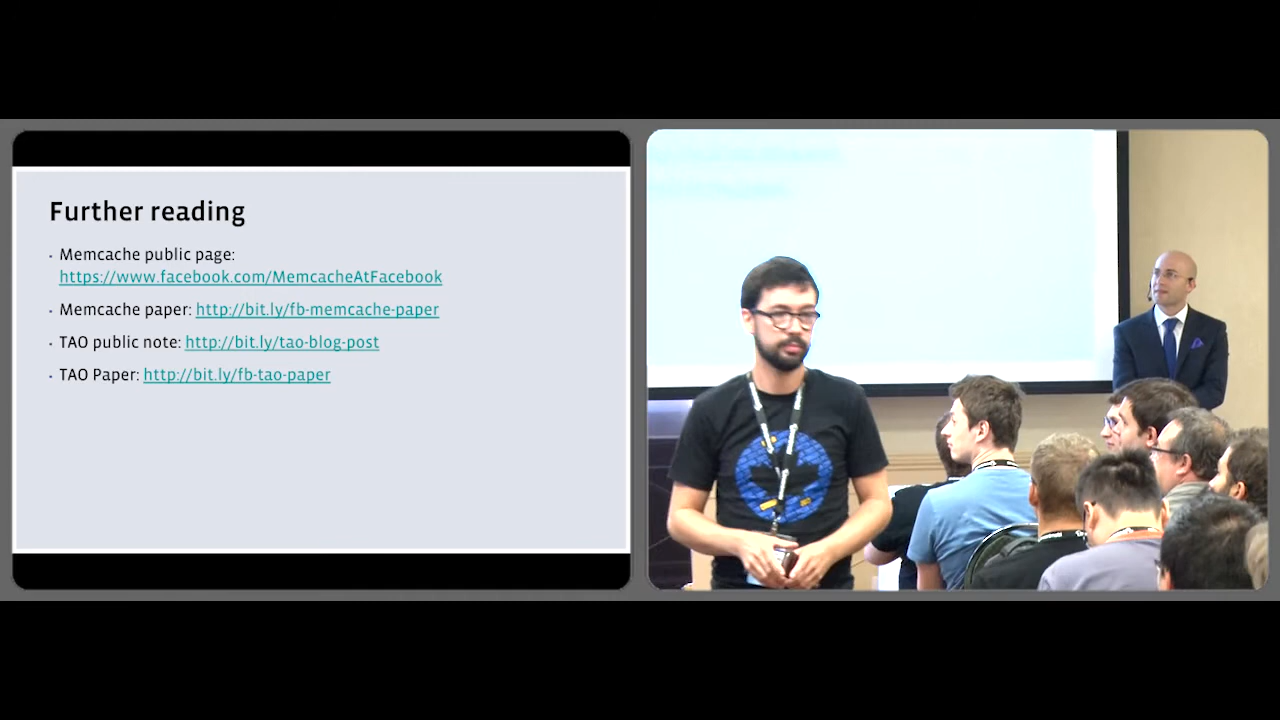 Further reading
· Memcache public page:
https://www.facebook.com/MemcacheAtFacebook
· Memcache paper: http://bit.ly/fb-memcache-paper
· TAO public note: http://bit.ly/tao-blog-post
· TAO Paper: http://bit.ly/fb-tao-paper